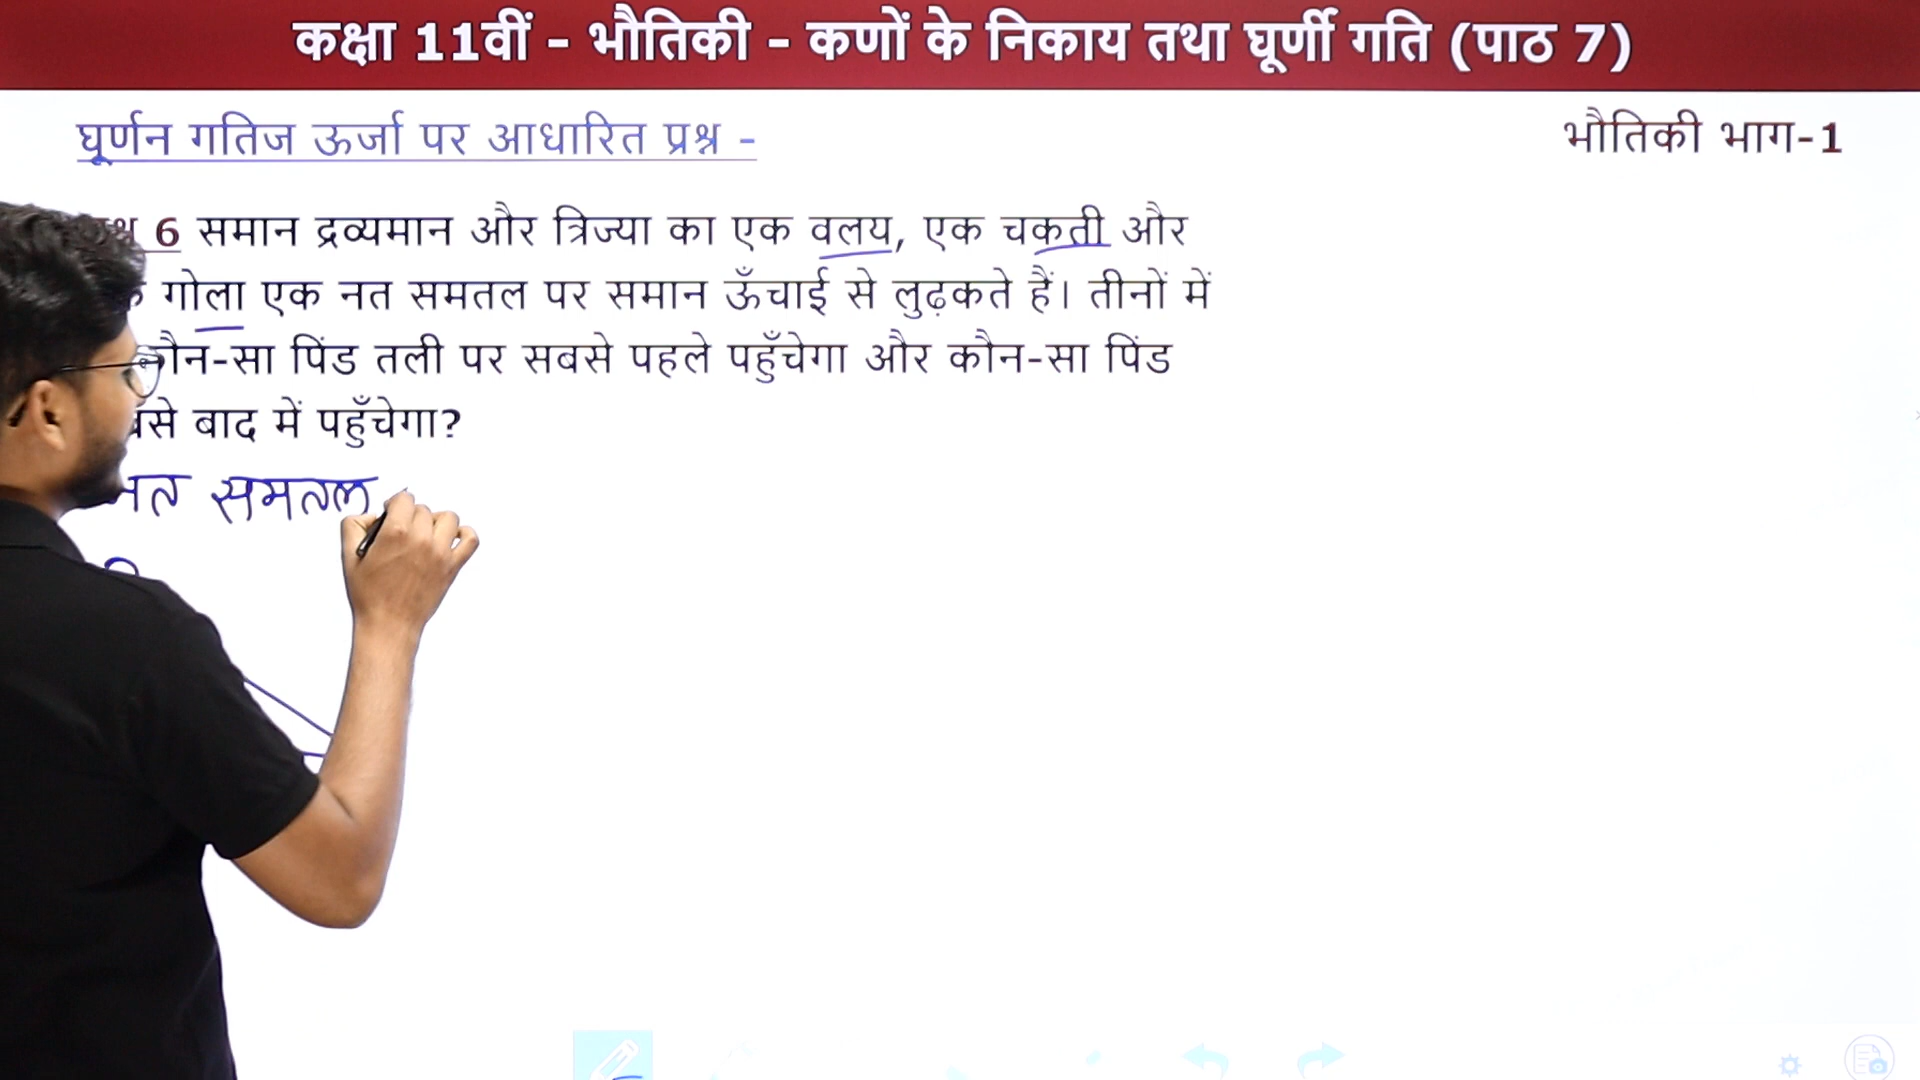 कक्षा 11वीं - भौतिकी - कणों के निकाय तथा घूर्णी गति (पाठ 7)
घूर्णन गतिज ऊर्जा पर आधारित प्रश्न -
भौतिकी भाग-1
6 समान द्रव्यमान और त्रिज्या का एक वलय, एक चकती और
गोला एक नत समतल पर समान ऊँचाई से लुढ़कते हैं। तीनों में
कौन-सा पिंड तली पर सबसे पहले पहुँचेगा और कौन-सा पिंड
बाद में पहुँचेगा?
नत समतल